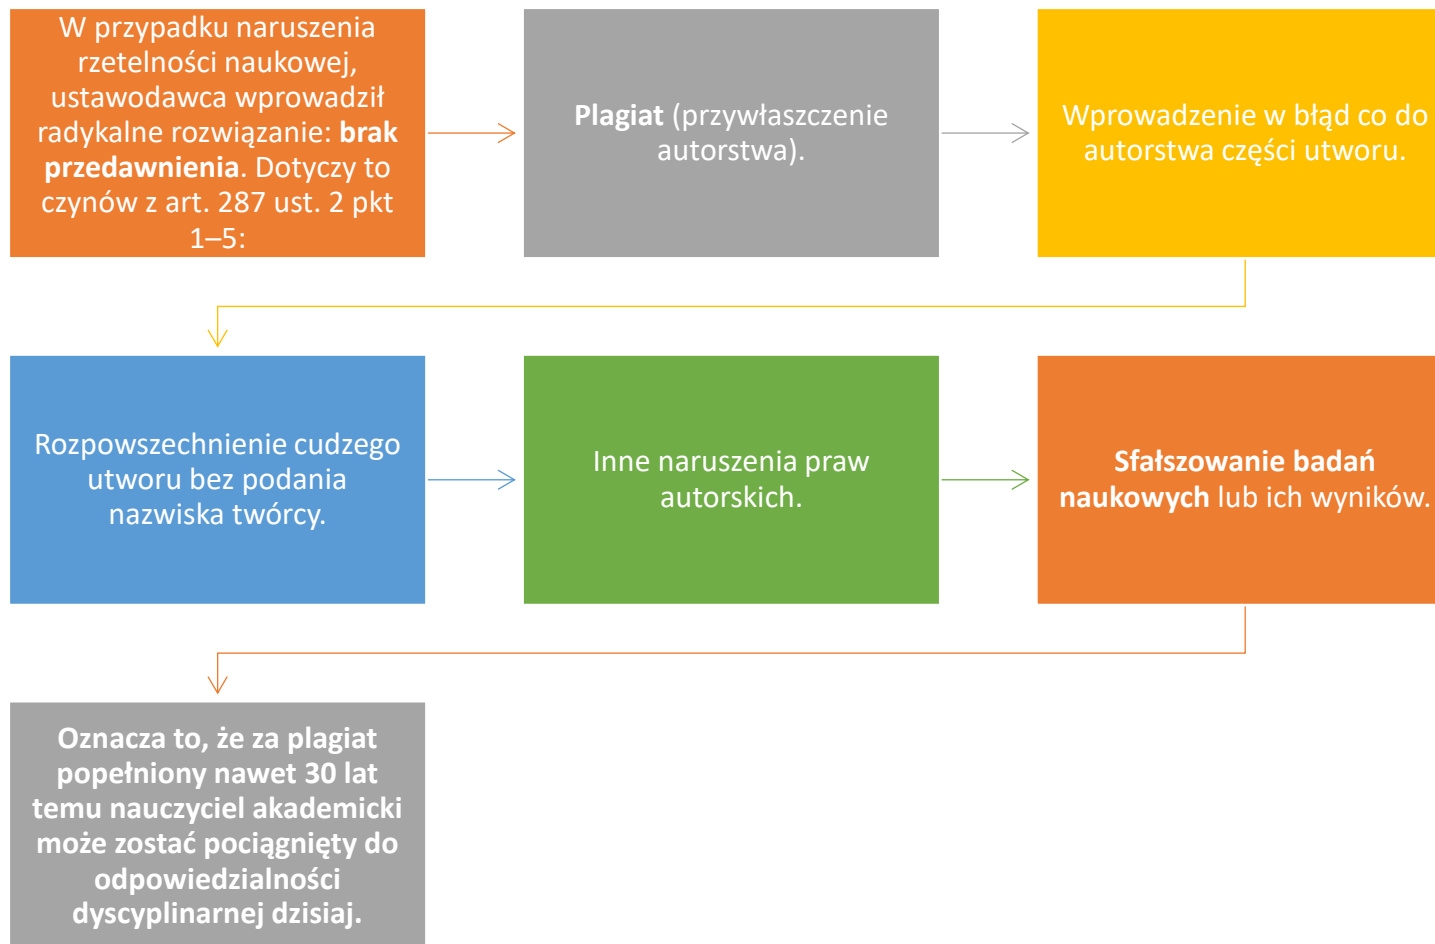 W przypadku naruszenia
rzetelności naukowej,
ustawodawca wprowadził
radykalne rozwiązanie: brak
przedawnienia. Dotyczy to
czynów z art. 287 ust. 2 pkt
1–5:
Plagiat (przywłaszczenie
autorstwa).
Wprowadzenie w błąd co do
autorstwa części utworu.
Rozpowszechnienie cudzego
utworu bez podania
nazwiska twórcy.
Inne naruszenia praw
autorskich.
Sfałszowanie badań
naukowych lub ich wyników.
Oznacza to, że za plagiat
popełniony nawet 30 lat
temu nauczyciel akademicki
może zostać pociągnięty do
odpowiedzialności
dyscyplinarnej dzisiaj.